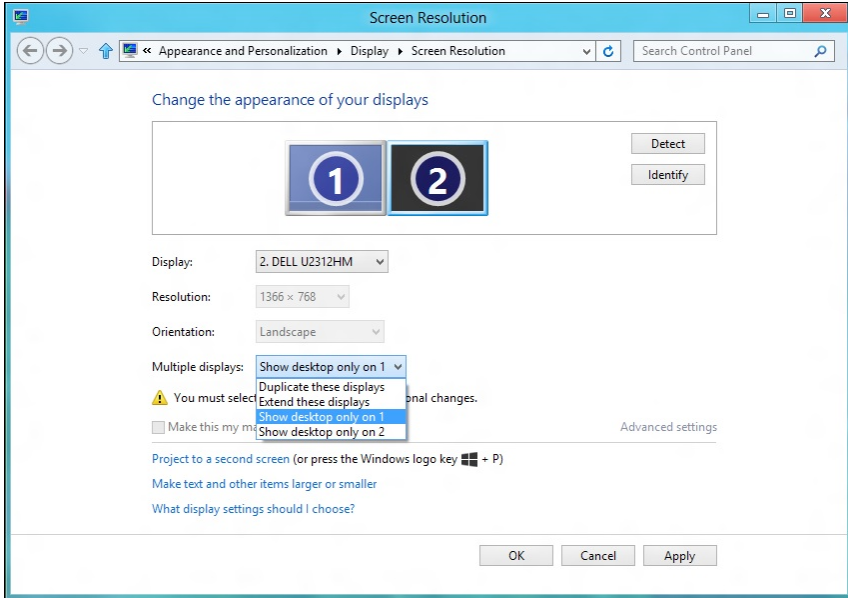 Screen Resolution
« Appearance and Personalization Display Screen Resolution
Search Control Panel
Change the appearance of your displays
1 2
Detect
Identify
Display: 2. DELL U2312HM
Resolution: 1366 × 768
Orientation: Landscape
Multiple displays: Show desktop only on 1
Duplicate these displays
Extend these displays
Show desktop only on 1
Show desktop only on 2
You must selec onal changes.
Make this my ma
Advanced settings
Project to a second screen (or press the Windows logo key + P)
Make text and other items larger or smaller
What display settings should I choose?
OK Cancel Apply